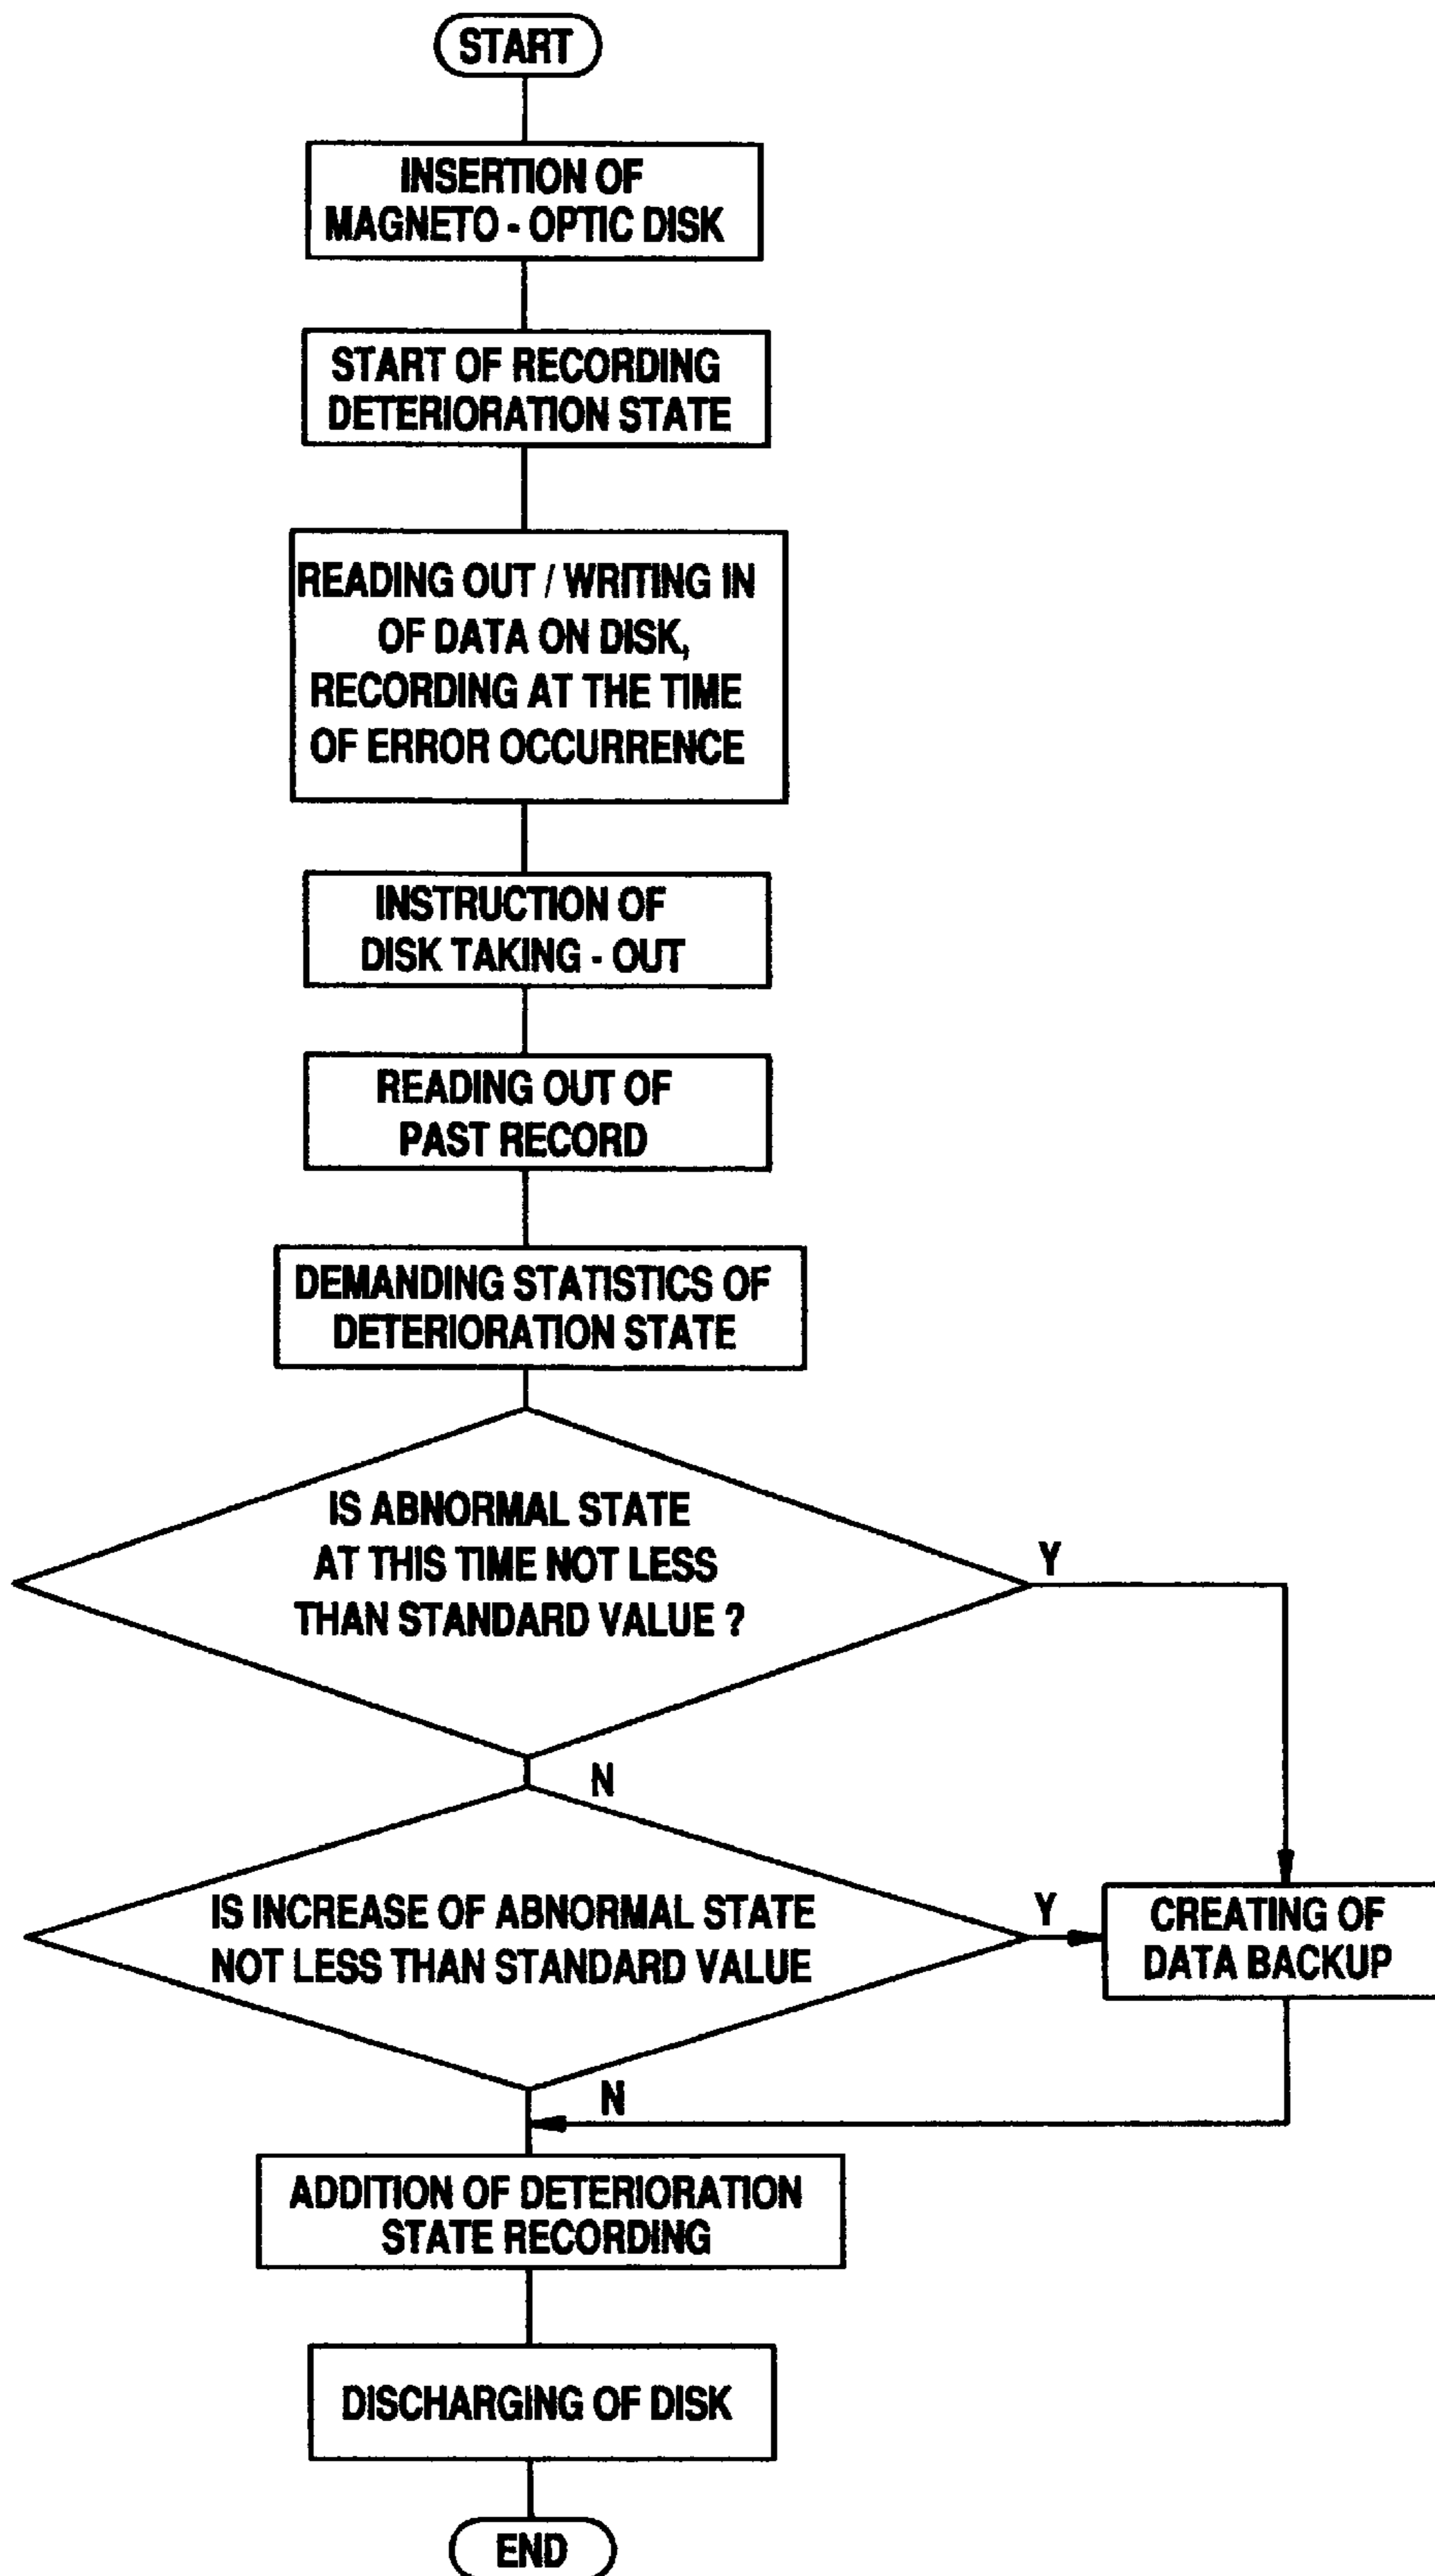 START
INSERTION OF
MAGNETO - OPTIC DISK
START OF RECORDING
DETERIORATION STATE
READING OUT / WRITING IN
OF DATA ON DISK,
RECORDING AT THE TIME
OF ERROR OCCURRENCE
INSTRUCTION OF
DISK TAKING - OUT
READING OUT OF
PAST RECORD
DEMANDING STATISTICS OF
DETERIORATION STATE
IS ABNORMAL STATE
AT THIS TIME NOT LESS
THAN STANDARD VALUE ?
Y
N
IS INCREASE OF ABNORMAL STATE
NOT LESS THAN STANDARD VALUE
Y
CREATING OF
DATA BACKUP
N
ADDITION OF DETERIORATION
STATE RECORDING
DISCHARGING OF DISK
END